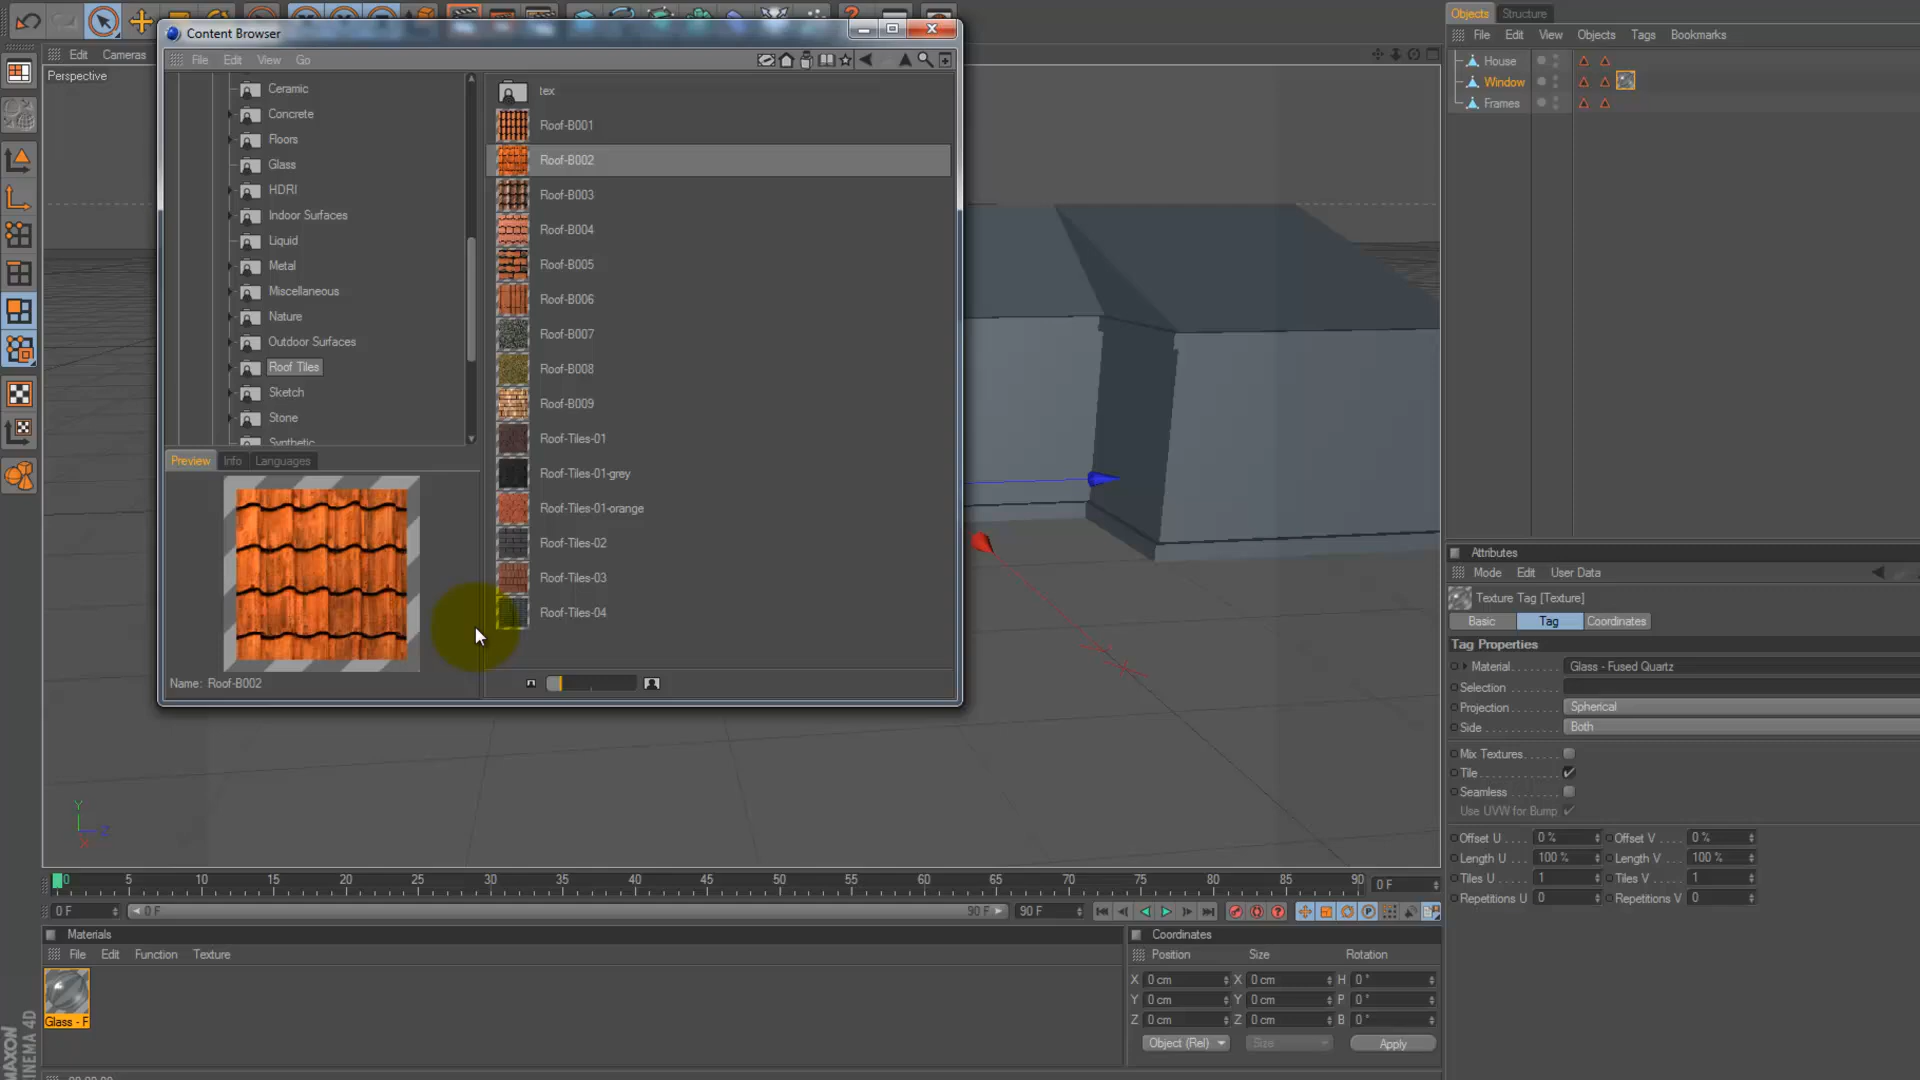 Content Browser
File Edit View Go
Ceramic
Concrete
Floors
Glass
HDRI
Indoor Surfaces
Liquid
Metal
Miscellaneous
Nature
Outdoor Surfaces
Roof Tiles
Sketch
Stone
Synthetic
tex
Roof-B001
Roof-B002
Roof-B003
Roof-B004
Roof-B005
Roof-B006
Roof-B007
Roof-B008
Roof-B009
Roof-Tiles-01
Roof-Tiles-01-grey
Roof-Tiles-01-orange
Roof-Tiles-02
Roof-Tiles-03
Roof-Tiles-04
Preview Info Languages
Name: Roof-B002
Edit Cameras
Perspective
Y
Z
X
Objects Structure
File Edit View Objects Tags Bookmarks
House
Window
Frames
Attributes
Mode Edit User Data
Texture Tag [Texture]
Basic Tag Coordinates
Tag Properties
Material . . . . . . . Glass - Fused Quartz
Selection . . . . . .
Projection . . . . . . Spherical
Side . . . . . . . . . Both
Mix Textures . . . . .
Tile . . . . . . . . .
Seamless . . . . . . .
Use UVW for Bump
Offset U . . . . 0 % Offset V . . . . 0 %
Length U . . . 100 % Length V . . . 100 %
Tiles U . . . . 1 Tiles V . . . . 1
Repetitions U 0 Repetitions V 0
0 5 10 15 20 25 30 35 40 45 50 55 60 65 70 75 80 85 90 0 F
0 F 0 F 90 F 90 F
Materials
File Edit Function Texture
Glass - F
Coordinates
Position Size Rotation
X 0 cm X 0 cm H 0 °
Y 0 cm Y 0 cm P 0 °
Z 0 cm Z 0 cm B 0 °
Object (Rel) Size Apply
MAXON
CINEMA 4D